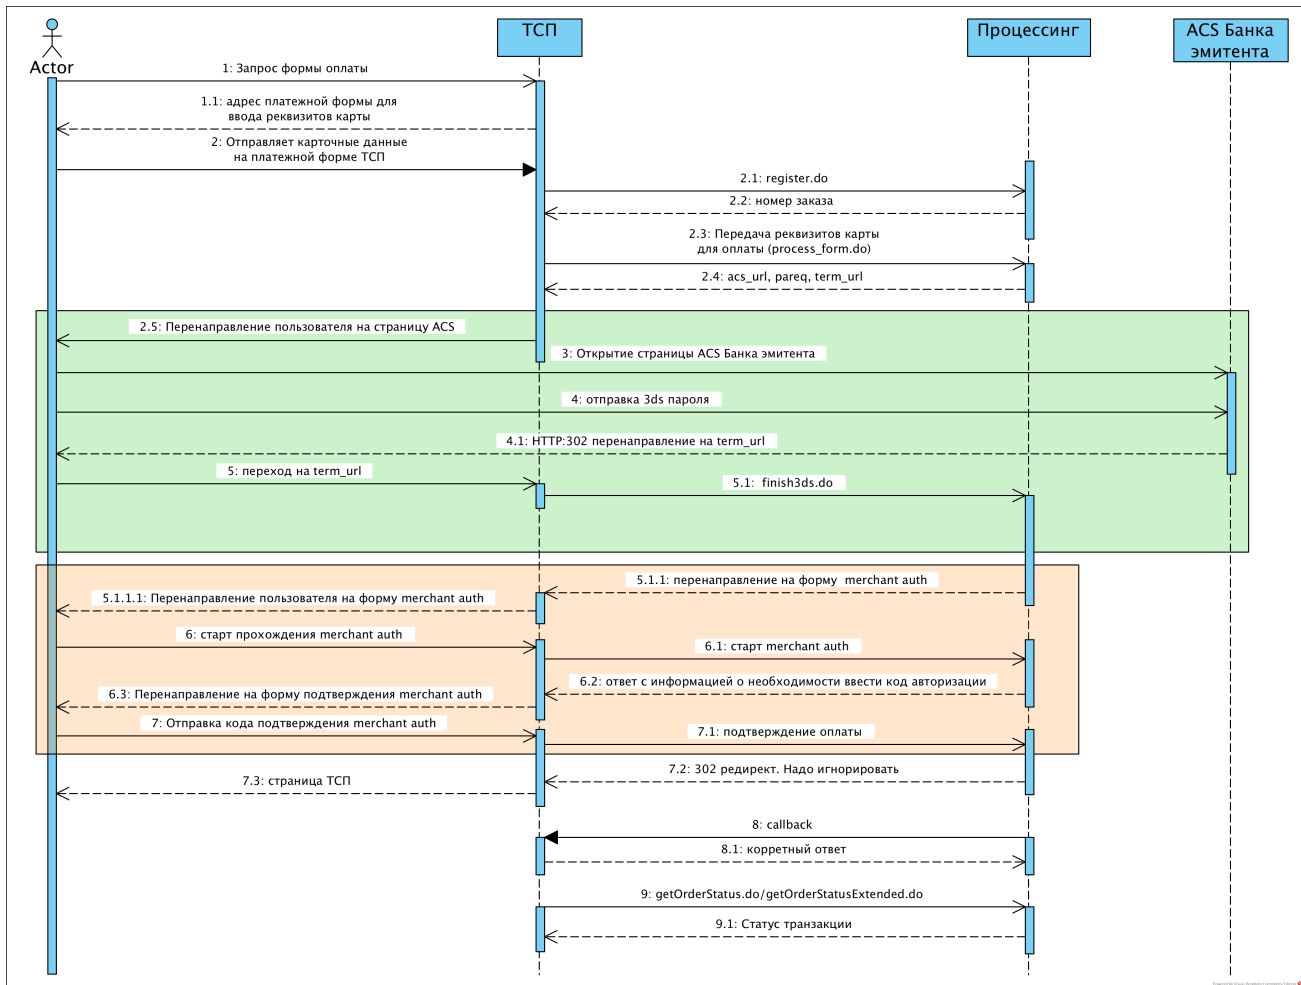 ТСП
Процессинг
ACS Банка
эмитента
Actor
1: Запрос формы оплаты
1.1: адрес платежной формы для
ввода реквизитов карты
2: Отправляет карточные данные
на платежной форме ТСП
2.1: register.do
2.2: номер заказа
2.3: Передача реквизитов карты
для оплаты (process_form.do)
2.4: acs_url, pareq, term_url
2.5: Перенаправление пользователя на страницу ACS
3: Открытие страницы ACS Банка эмитента
4: отправка 3ds пароля
4.1: HTTP:302 перенаправление на term_url
5: переход на term_url
5.1: finish3ds.do
5.1.1: перенаправление на форму merchant auth
5.1.1.1: Перенаправление пользователя на форму merchant auth
6: старт прохождения merchant auth
6.1: старт merchant auth
6.2: ответ с информацией о необходимости ввести код авторизации
6.3: Перенаправление на форму подтверждения merchant auth
7: Отправка кода подтверждения merchant auth
7.1: подтверждение оплаты
7.2: 302 редирект. Надо игнорировать
7.3: страница ТСП
8: callback
8.1: корретный ответ
9: getOrderStatus.do/getOrderStatusExtended.do
9.1: Статус транзакции